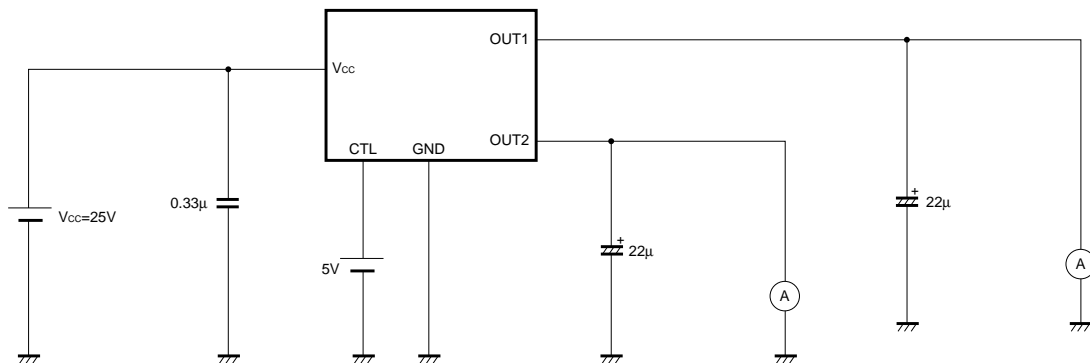 OUT1
Vcc
OUT2
CTL GND
0.33μ
Vcc=25V
+
22μ
+
22μ
5V
A
A